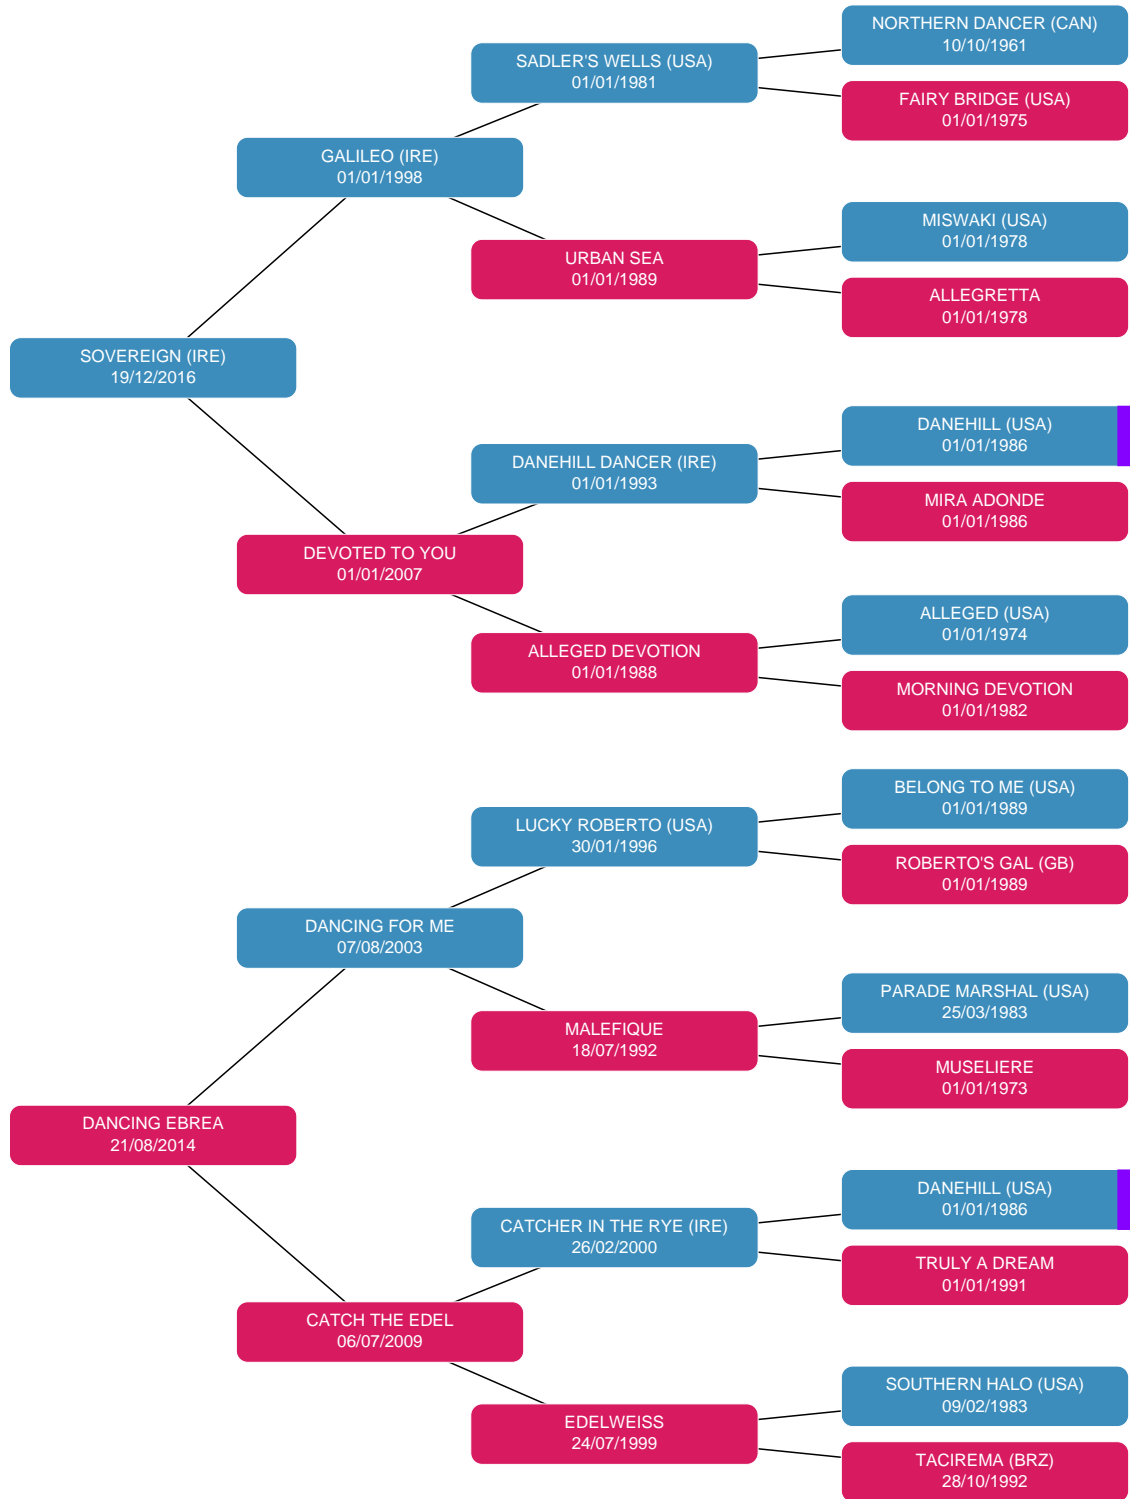 NORTHERN DANCER (CAN)
10/10/1961
SADLER'S WELLS (USA)
01/01/1981
FAIRY BRIDGE (USA)
01/01/1975
GALILEO (IRE)
01/01/1998
MISWAKI (USA)
01/01/1978
URBAN SEA
01/01/1989
ALLEGRETTA
01/01/1978
SOVEREIGN (IRE)
19/12/2016
DANEHILL (USA)
01/01/1986
DANEHILL DANCER (IRE)
01/01/1993
MIRA ADONDE
01/01/1986
DEVOTED TO YOU
01/01/2007
ALLEGED (USA)
01/01/1974
ALLEGED DEVOTION
01/01/1988
MORNING DEVOTION
01/01/1982
BELONG TO ME (USA)
01/01/1989
LUCKY ROBERTO (USA)
30/01/1996
ROBERTO'S GAL (GB)
01/01/1989
DANCING FOR ME
07/08/2003
PARADE MARSHAL (USA)
25/03/1983
MALEFIQUE
18/07/1992
MUSELIERE
01/01/1973
DANCING EBREA
21/08/2014
DANEHILL (USA)
01/01/1986
CATCHER IN THE RYE (IRE)
26/02/2000
TRULY A DREAM
01/01/1991
CATCH THE EDEL
06/07/2009
SOUTHERN HALO (USA)
09/02/1983
EDELWEISS
24/07/1999
TACIREMA (BRZ)
28/10/1992